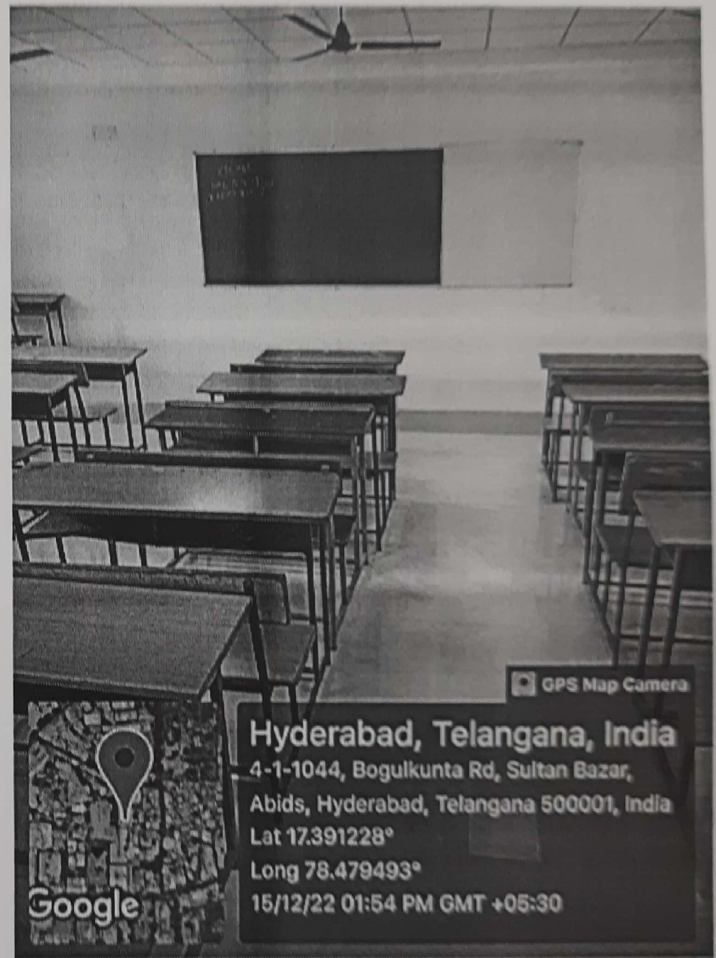 GPS Map Camera
Hyderabad, Telangana, India
4-1-1044, Bogulkunta Rd, Sultan Bazar,
Abids, Hyderabad, Telangana 500001, India
Lat 17.391228°
Long 78.479493°
15/12/22 01:54 PM GMT +05:30
Google